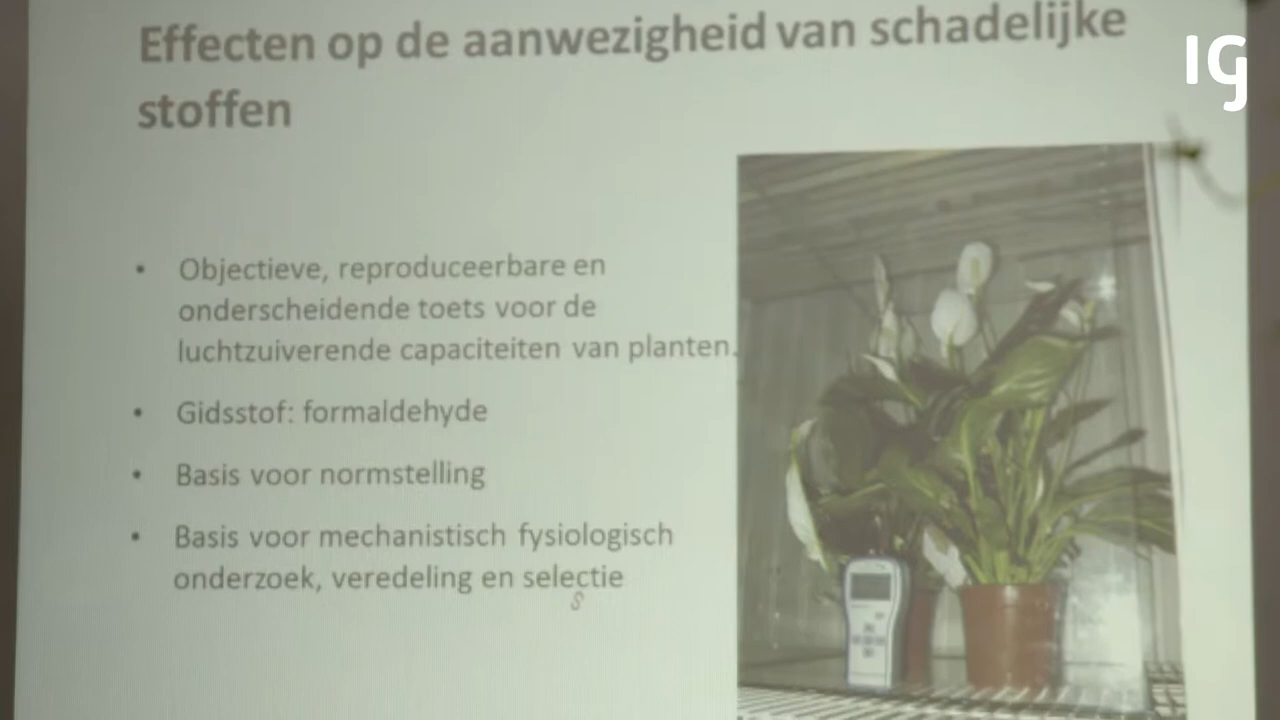 Effecten op de aanwezigheid van schadelijke
stoffen
IG
• Objectieve, reproduceerbare en
onderscheidende toets voor de
luchtzuiverende capaciteiten van planten.
• Gidsstof: formaldehyde
• Basis voor normstelling
• Basis voor mechanistisch fysiologisch
onderzoek, veredeling en selectie